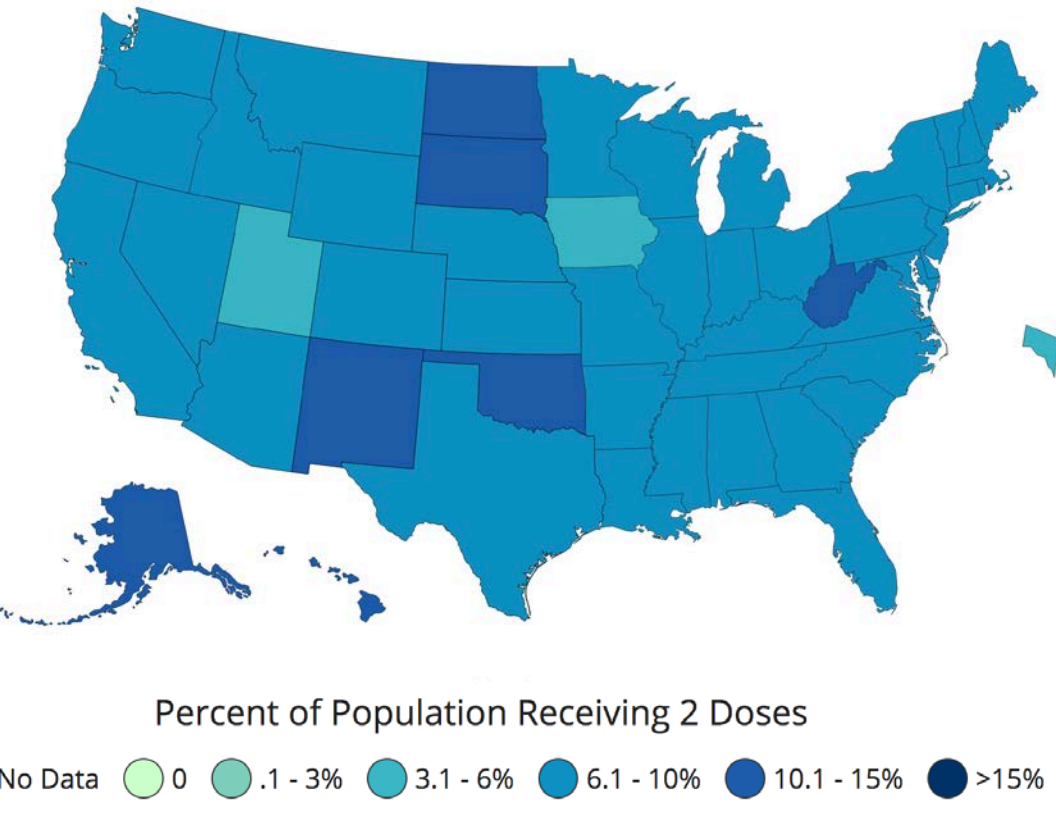 Percent of Population Receiving 2 Doses
No Data 0 .1 - 3% 3.1 - 6% 6.1 - 10% 10.1 - 15% >15%